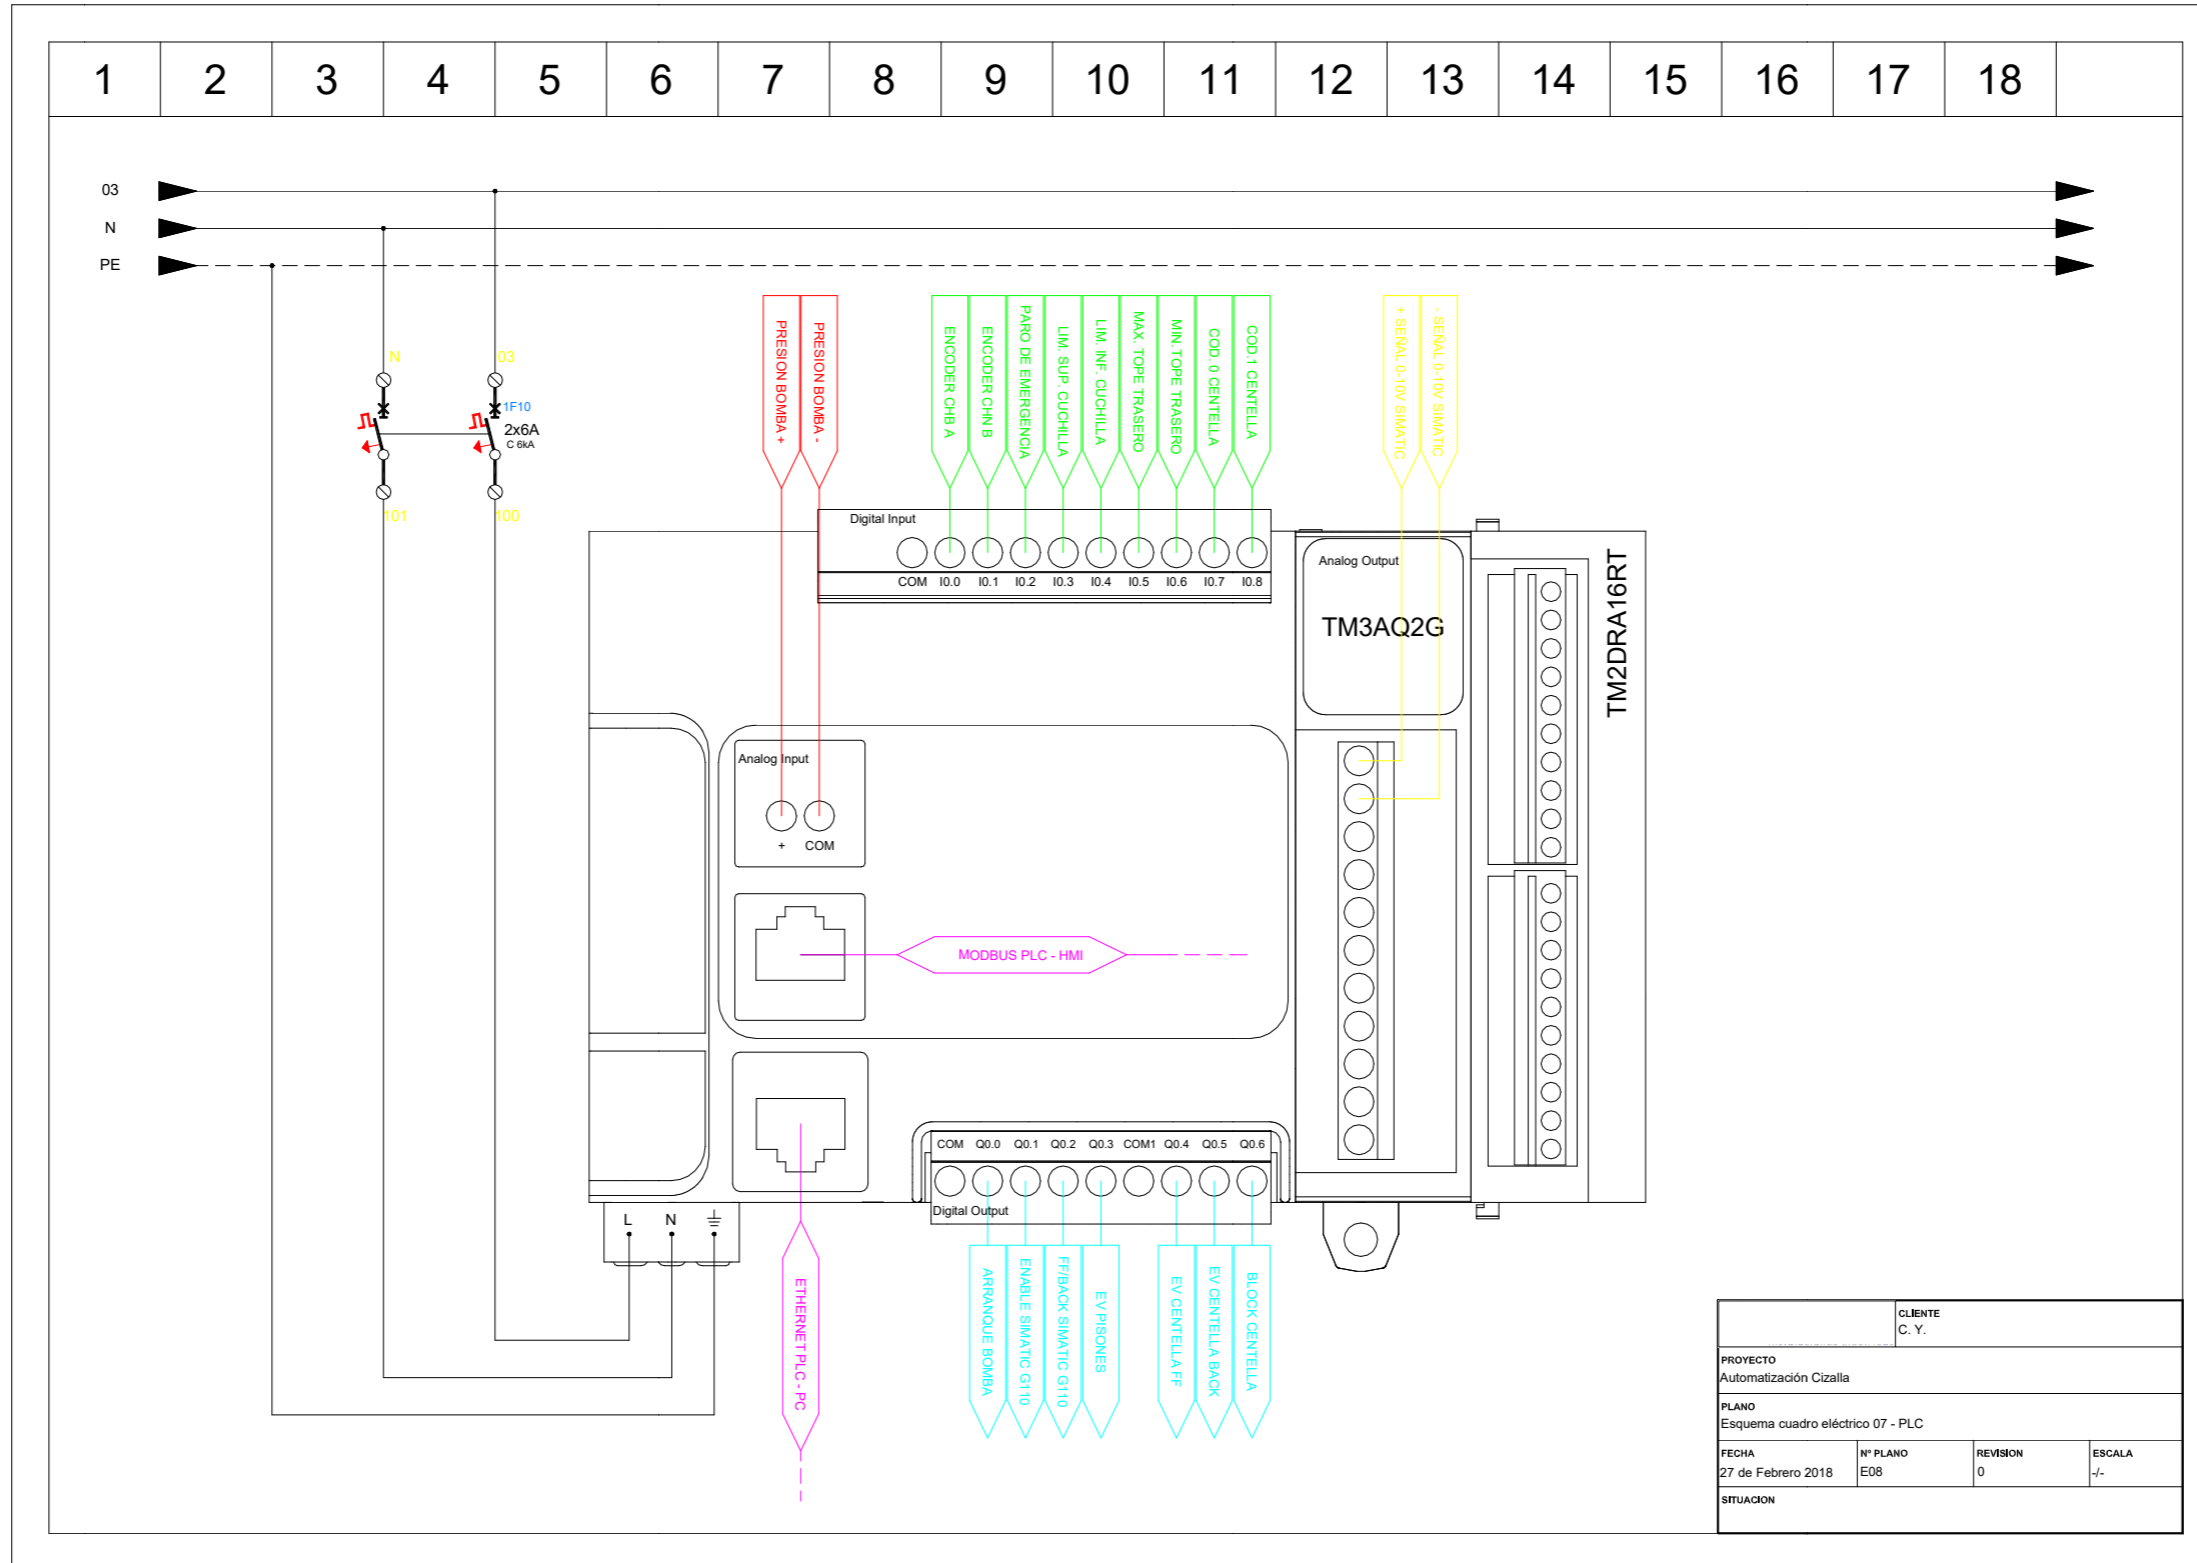 1 2 3 4 5 6 7 8 9 10 11 12 13 14 15 16 17 18
03
N
PE
N
03
1F10
2x6A
C 6kA
101
100
PRESION BOMBA +
PRESION BOMBA -
ENCODER CHB A
ENCODER CHN B
PARO DE EMERGENCIA
LIM. SUP. CUCHILLA
LIM. INF. CUCHILLA
MAX. TOPE TRASERO
MIN. TOPE TRASERO
COD. 0 CENTELLA
COD.1 CENTELLA
+ SEÑAL 0-10V SIMATIC
- SEÑAL 0-10V SIMATIC
Digital Input
COM I0.0 I0.1 I0.2 I0.3 I0.4 I0.5 I0.6 I0.7 I0.8
Analog Output
TM3AQ2G
TM2DRA16RT
Analog Input
+ COM
MODBUS PLC - HMI
COM Q0.0 Q0.1 Q0.2 Q0.3 COM1 Q0.4 Q0.5 Q0.6
Digital Output
L N
ETHERNET PLC - PC
ARRANQUE BOMBA
ENABLE SIMATIC G110
FF/BACK SIMATIC G110
EV PISONES
EV CENTELLA FF
EV CENTELLA BACK
BLOCK CENTELLA
CLIENTE
C. Y.
PROYECTO
Automatización Cizalla
PLANO
Esquema cuadro eléctrico 07 - PLC
FECHA Nº PLANO REVISION ESCALA
27 de Febrero 2018 E08 0 -/-
SITUACION